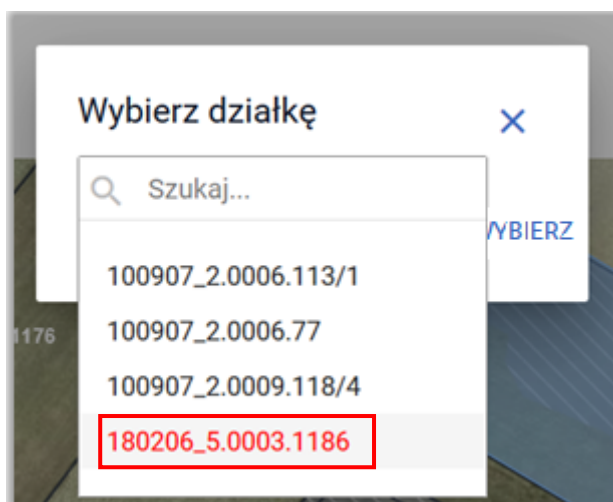 Wybierz działkę
Szukaj...
WYBIERZ
100907_2.0006.113/1
100907_2.0006.77
1176
100907_2.0009.118/4
180206_5.0003.1186